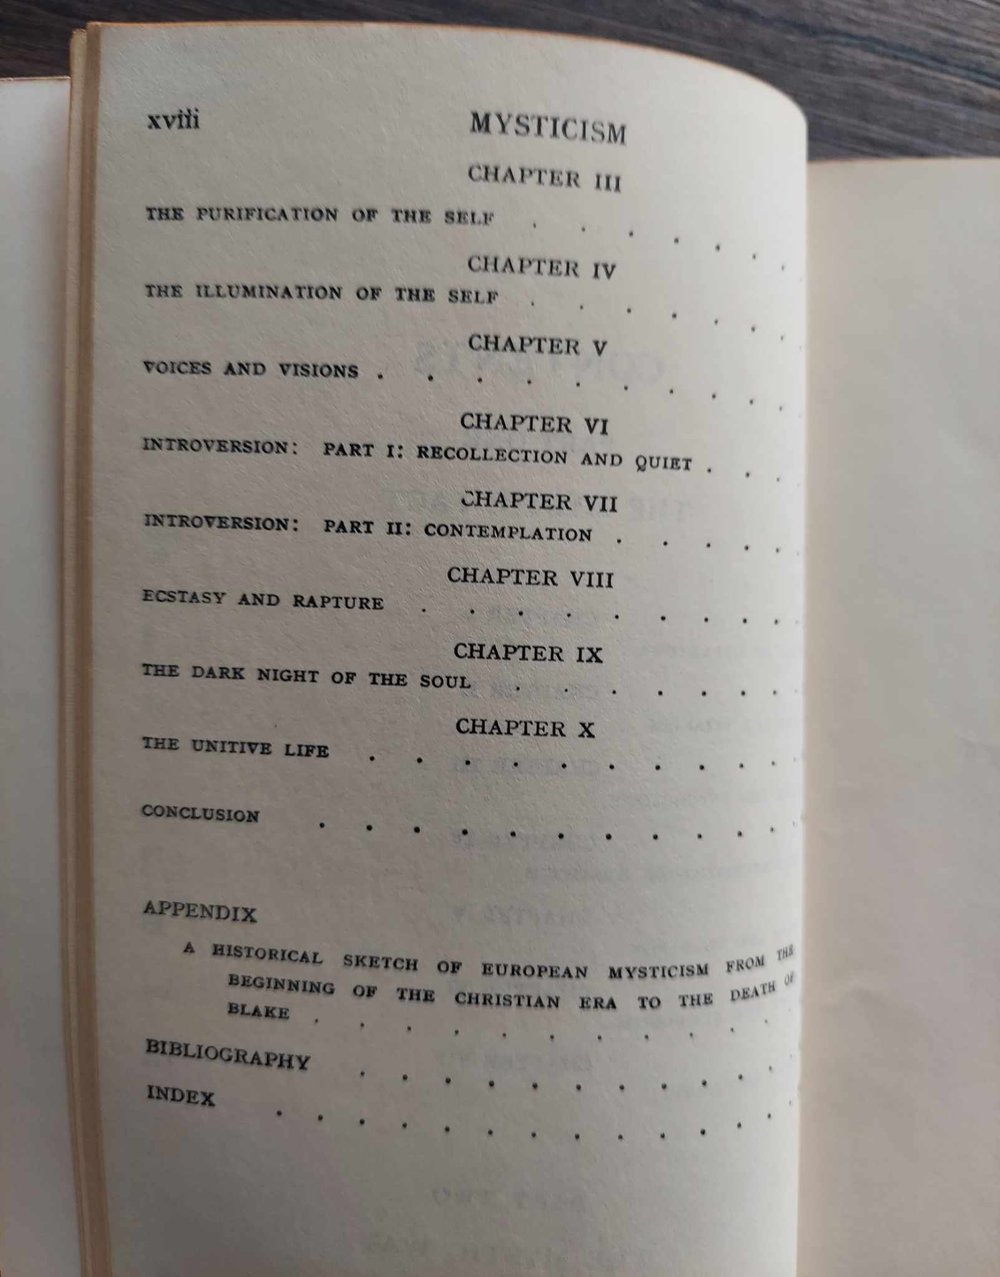 xviii MYSTICISM
CHAPTER III
THE PURIFICATION OF THE SELF . . . . . .
CHAPTER IV
THE ILLUMINATION OF THE SELF . . . . . .
CHAPTER V
VOICES AND VISIONS . . . . . . . . .
CHAPTER VI
INTROVERSION: PART I: RECOLLECTION AND QUIET . . .
CHAPTER VII
INTROVERSION: PART II: CONTEMPLATION . . . . .
CHAPTER VIII
ECSTASY AND RAPTURE . . . . . . . . .
CHAPTER IX
THE DARK NIGHT OF THE SOUL . . . . . . .
CHAPTER X
THE UNITIVE LIFE . . . . . . . . . .
CONCLUSION . . . . . . . . . . .
APPENDIX
A HISTORICAL SKETCH OF EUROPEAN MYSTICISM FROM THE
BEGINNING OF THE CHRISTIAN ERA TO THE DEATH OF
BLAKE . . . . . . . . . . .
BIBLIOGRAPHY . . . . . . . . . .
INDEX . . . . . . . . . . . .